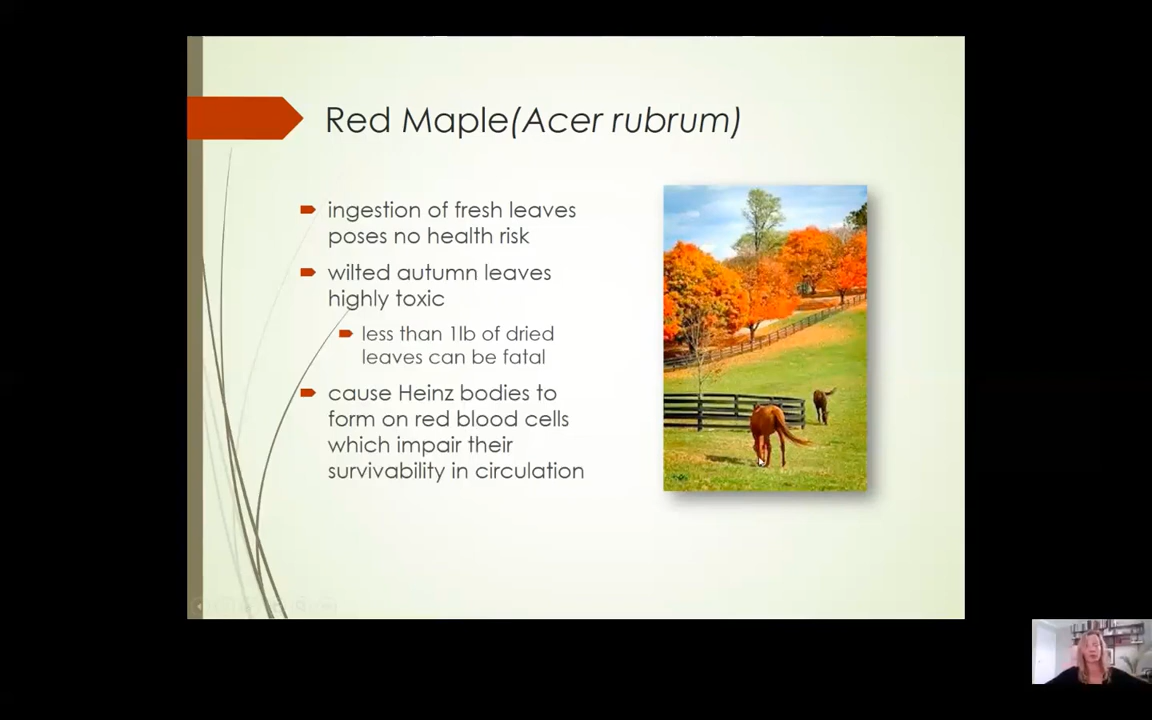 Red Maple(Acer rubrum)
ingestion of fresh leaves
poses no health risk
wilted autumn leaves
highly toxic
less than 1lb of dried
leaves can be fatal
cause Heinz bodies to
form on red blood cells
which impair their
survivability in circulation